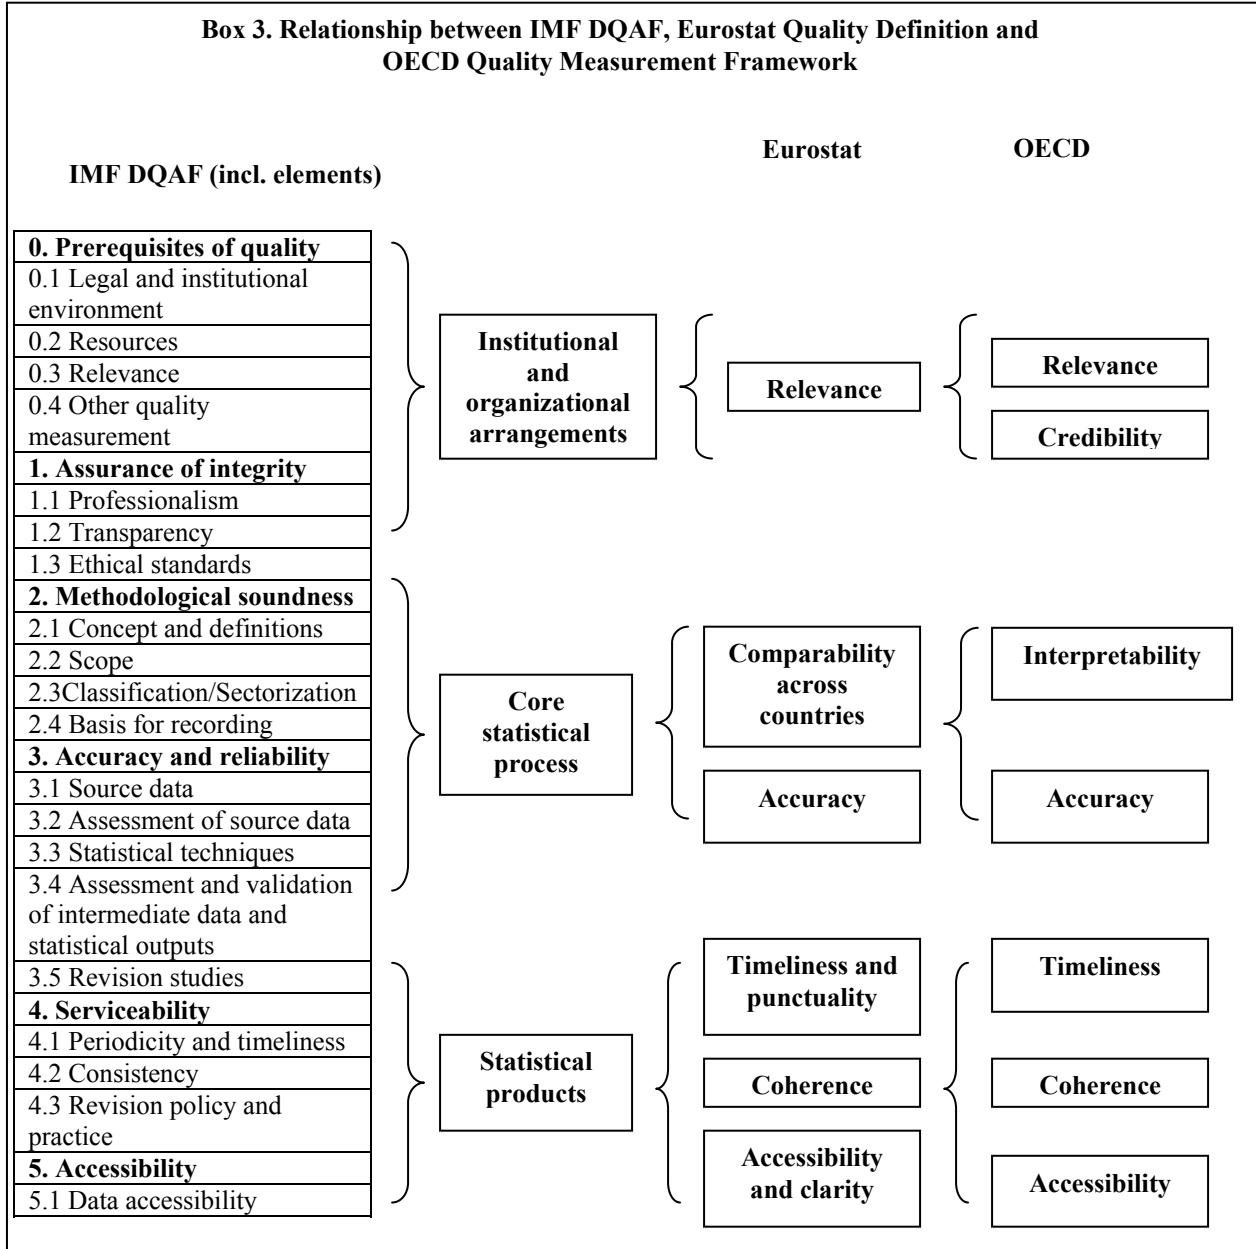 Box 3. Relationship between IMF DQAF, Eurostat Quality Definition and
OECD Quality Measurement Framework
IMF DQAF (incl. elements)
Eurostat
OECD
0. Prerequisites of quality
0.1 Legal and institutional
environment
0.2 Resources
0.3 Relevance
0.4 Other quality
measurement
1. Assurance of integrity
1.1 Professionalism
1.2 Transparency
1.3 Ethical standards
2. Methodological soundness
2.1 Concept and definitions
2.2 Scope
2.3Classification/Sectorization
2.4 Basis for recording
3. Accuracy and reliability
3.1 Source data
3.2 Assessment of source data
3.3 Statistical techniques
3.4 Assessment and validation
of intermediate data and
statistical outputs
3.5 Revision studies
4. Serviceability
4.1 Periodicity and timeliness
4.2 Consistency
4.3 Revision policy and
practice
5. Accessibility
5.1 Data accessibility
Institutional
and
organizational
arrangements
Relevance
Relevance
Credibility
Core
statistical
process
Comparability
across
countries
Accuracy
Interpretability
Accuracy
Statistical
products
Timeliness and
punctuality
Coherence
Accessibility
and clarity
Timeliness
Coherence
Accessibility